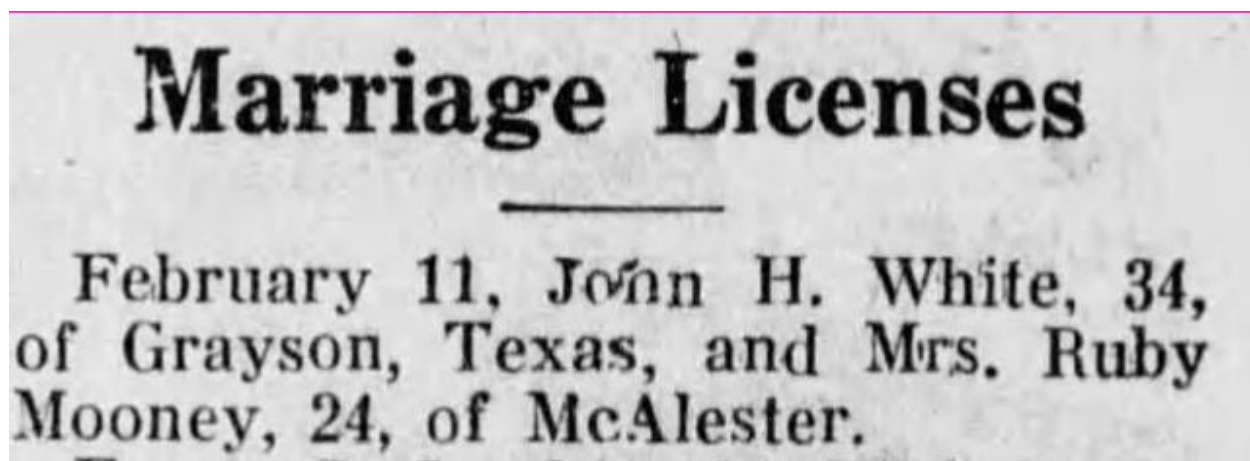 Marriage Licenses
February 11, John H. White, 34,
of Grayson, Texas, and Mrs. Ruby
Mooney, 24, of McAlester.